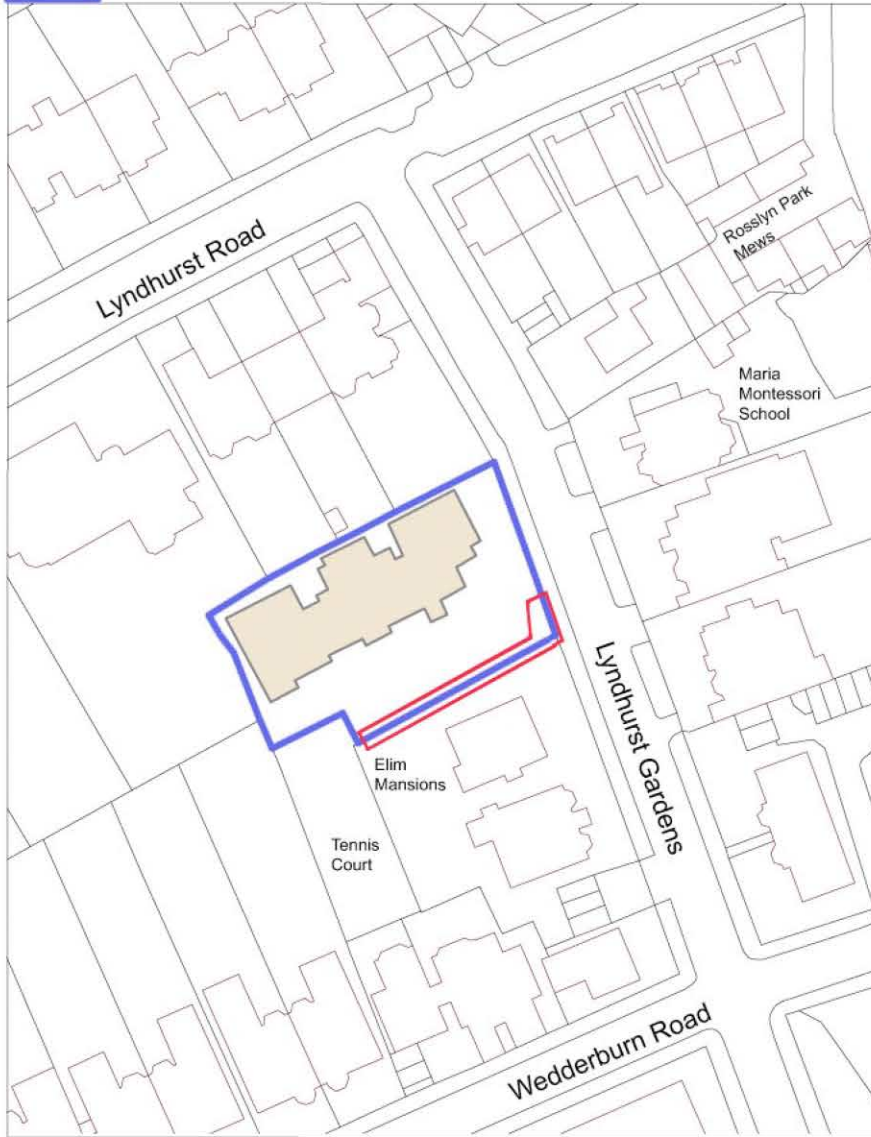 Lyndhurst Road
Rosslyn Park
Mews
Maria
Montessori
School
Lyndhurst Gardens
Elim
Mansions
Tennis
Court
Wedderburn Road